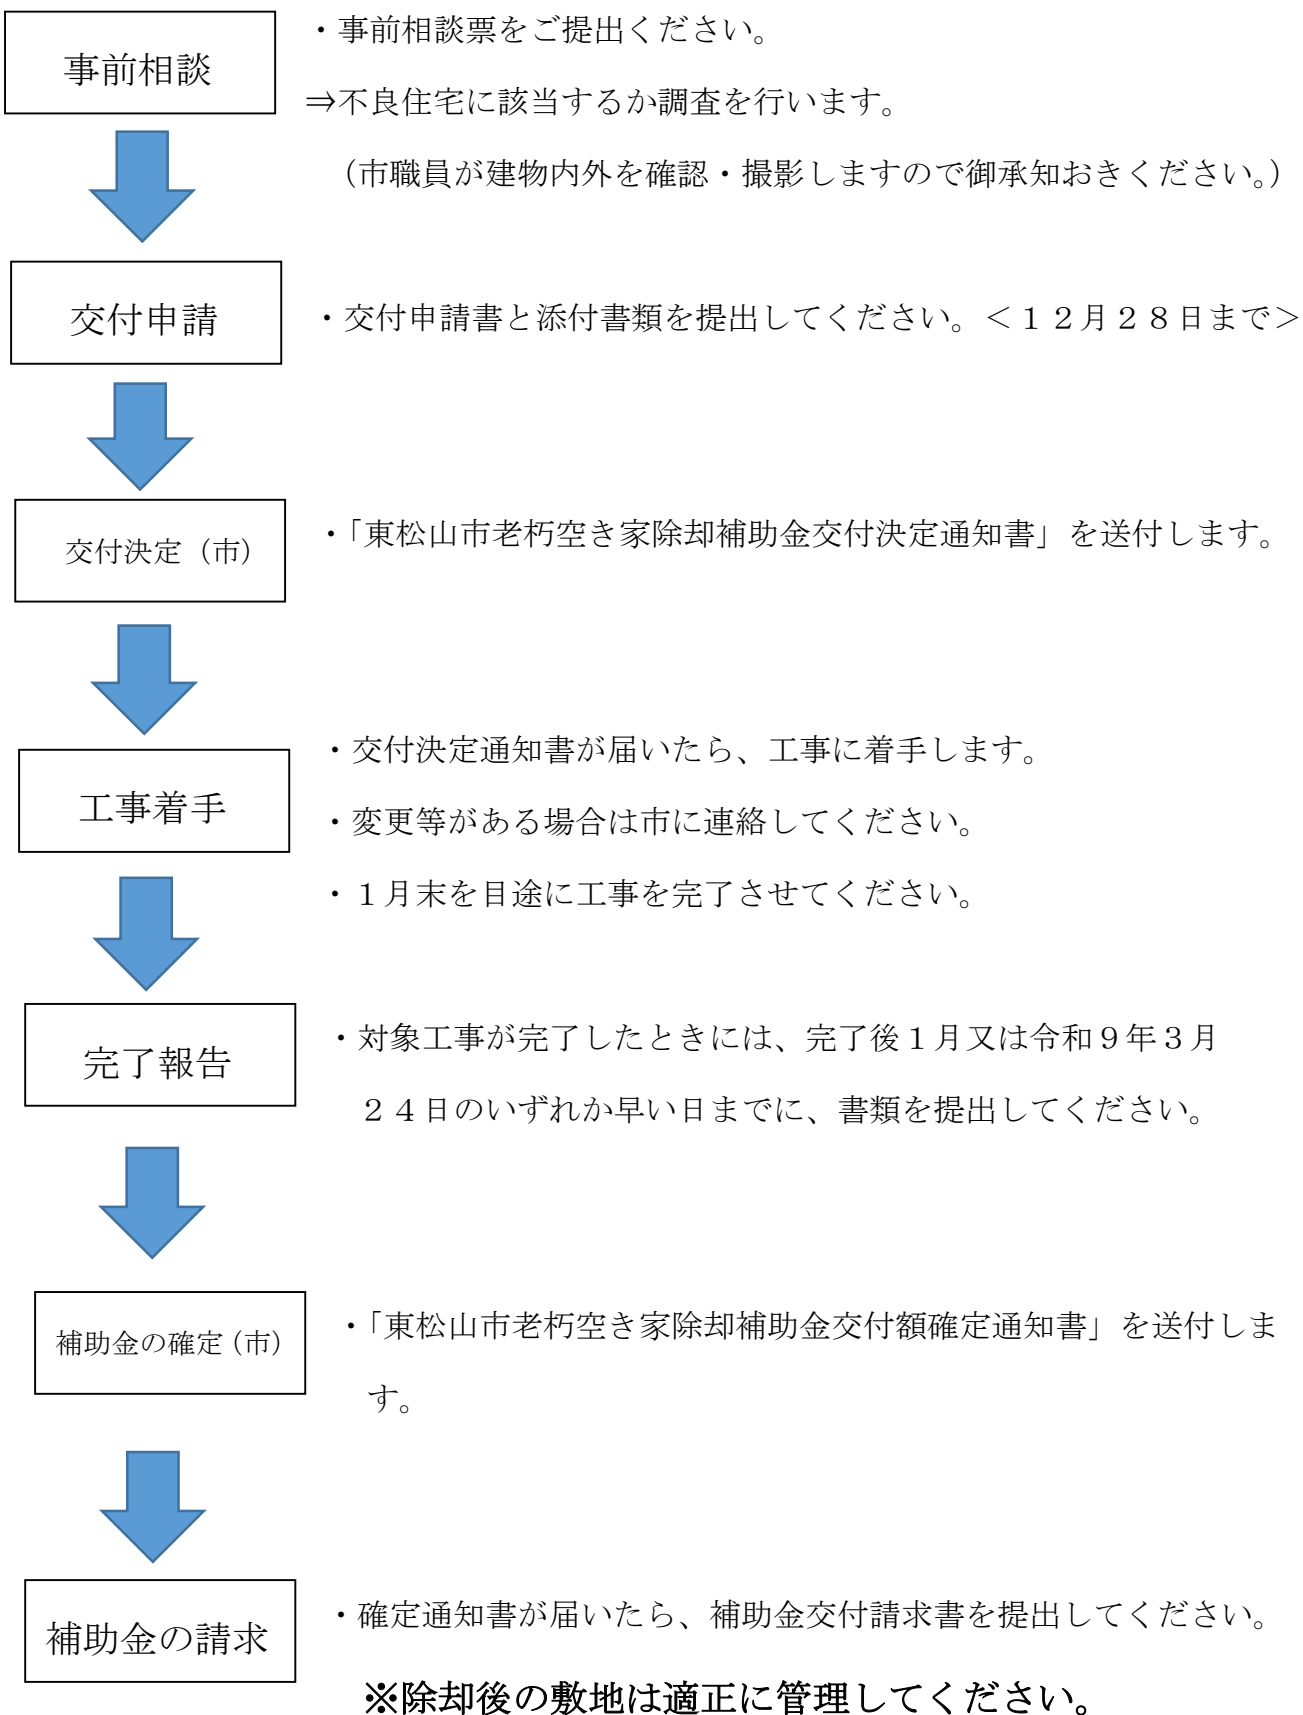 事前相談
・事前相談票をご提出ください。
⇒不良住宅に該当するか調査を行います。
（市職員が建物内外を確認・撮影しますので御承知おきください。）
交付申請
・交付申請書と添付書類を提出してください。＜１２月２８日まで＞
交付決定（市）
・「東松山市老朽空き家除却補助金交付決定通知書」を送付します。
工事着手
・交付決定通知書が届いたら、工事に着手します。
・変更等がある場合は市に連絡してください。
・１月末を目途に工事を完了させてください。
完了報告
・対象工事が完了したときには、完了後１月又は令和９年３月
２４日のいずれか早い日までに、書類を提出してください。
補助金の確定（市）
・「東松山市老朽空き家除却補助金交付額確定通知書」を送付しま
す。
補助金の請求
・確定通知書が届いたら、補助金交付請求書を提出してください。
※除却後の敷地は適正に管理してください。